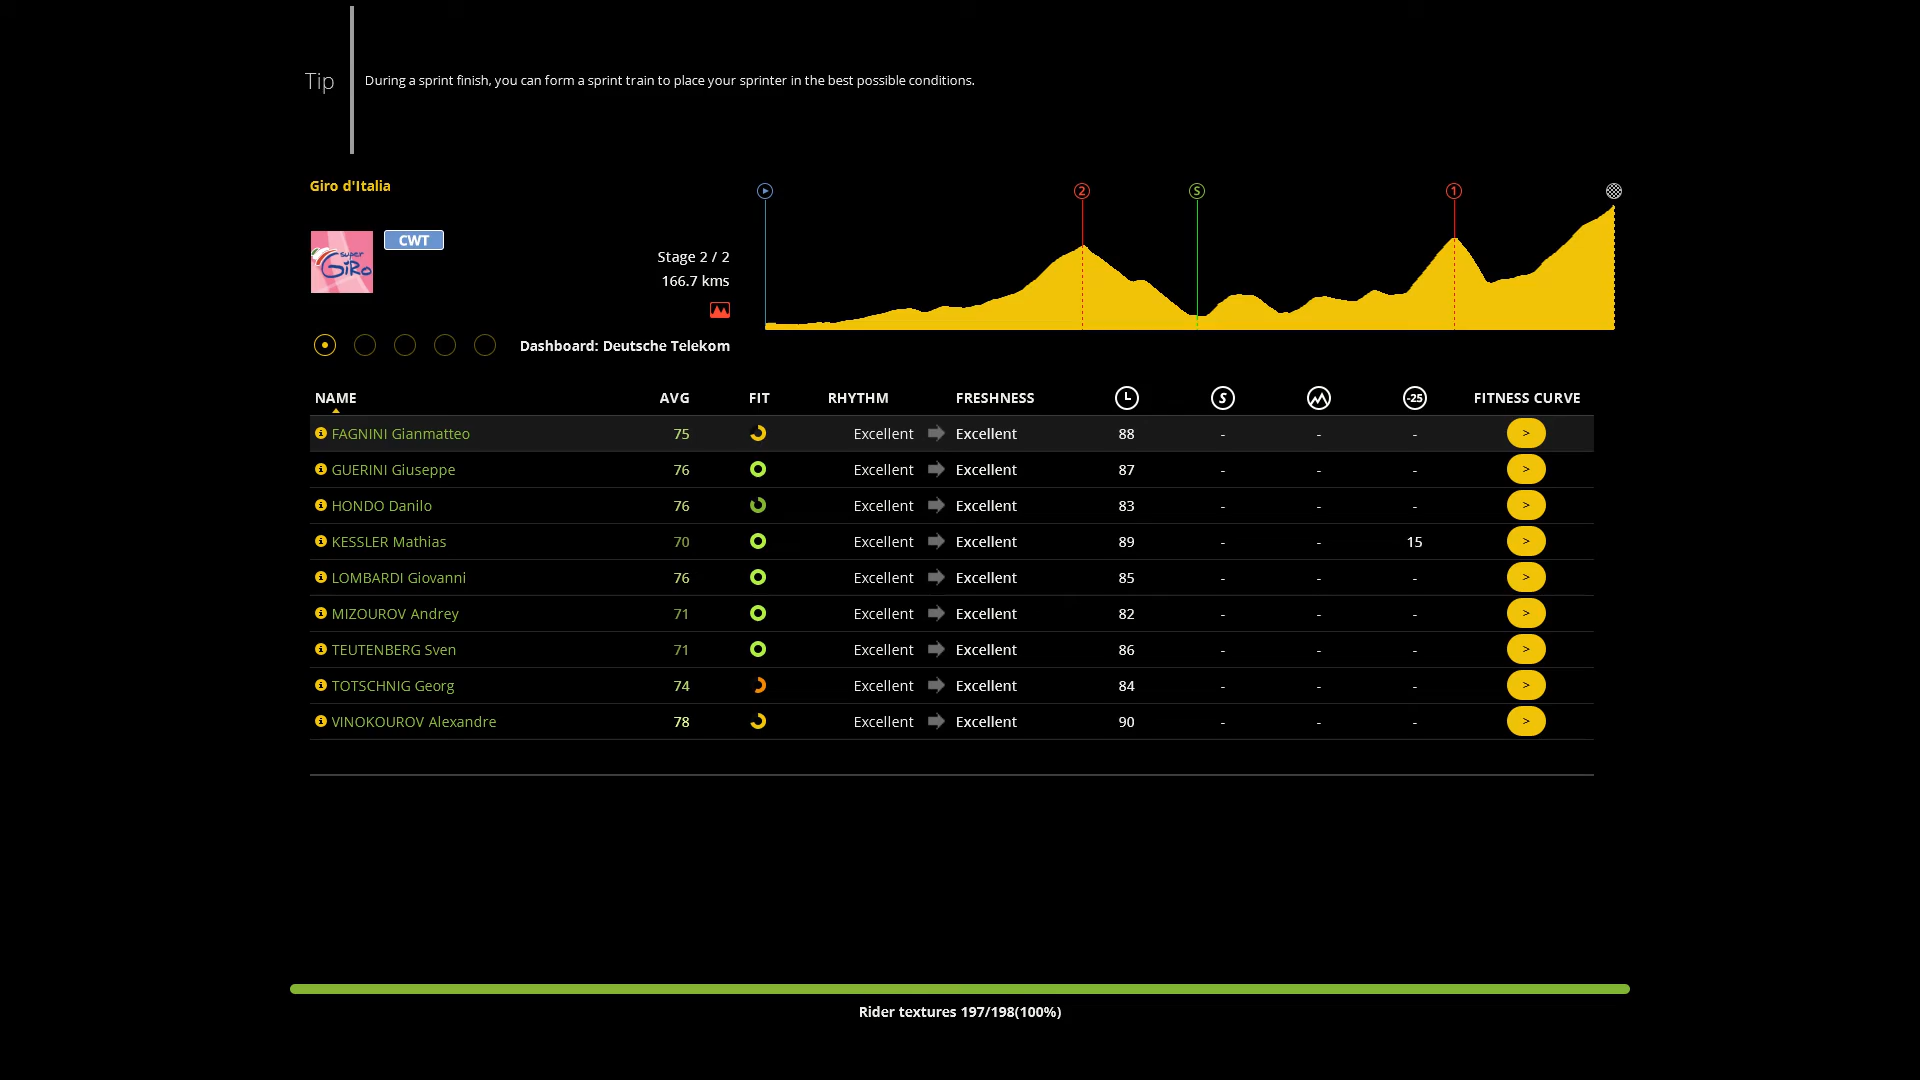 Tip
During a sprint finish, you can form a sprint train to place your sprinter in the best possible conditions.
Giro d'Italia
super
GiRo
CWT
Stage 2 / 2
166.7 kms
2
S
1
Dashboard: Deutsche Telekom
NAME AVG FIT RHYTHM FRESHNESS S -25 FITNESS CURVE
FAGNINI Gianmatteo 75 Excellent Excellent 88 - - - >
GUERINI Giuseppe 76 Excellent Excellent 87 - - - >
HONDO Danilo 76 Excellent Excellent 83 - - - >
KESSLER Mathias 70 Excellent Excellent 89 - - 15 >
LOMBARDI Giovanni 76 Excellent Excellent 85 - - - >
MIZOUROV Andrey 71 Excellent Excellent 82 - - - >
TEUTENBERG Sven 71 Excellent Excellent 86 - - - >
TOTSCHNIG Georg 74 Excellent Excellent 84 - - - >
VINOKOUROV Alexandre 78 Excellent Excellent 90 - - - >
Rider textures 197/198(100%)